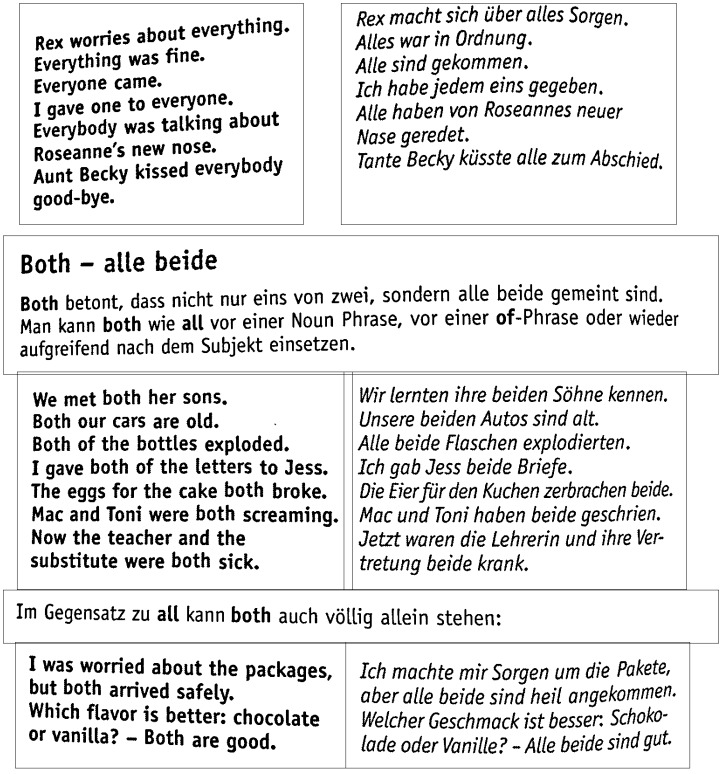 Rex worries about everything.
Everything was fine.
Everyone came.
I gave one to everyone.
Everybody was talking about
Roseanne's new nose.
Aunt Becky kissed everybody
good-bye.
Rex macht sich über alles Sorgen.
Alles war in Ordnung.
Alle sind gekommen.
Ich habe jedem eins gegeben.
Alle haben von Roseannes neuer
Nase geredet.
Tante Becky küsste alle zum Abschied.
Both – alle beide
Both betont, dass nicht nur eins von zwei, sondern alle beide gemeint sind.
Man kann both wie all vor einer Noun Phrase, vor einer of-Phrase oder wieder
aufgreifend nach dem Subjekt einsetzen.
We met both her sons.
Both our cars are old.
Both of the bottles exploded.
I gave both of the letters to Jess.
The eggs for the cake both broke.
Mac and Toni were both screaming.
Now the teacher and the
substitute were both sick.
Wir lernten ihre beiden Söhne kennen.
Unsere beiden Autos sind alt.
Alle beide Flaschen explodierten.
Ich gab Jess beide Briefe.
Die Eier für den Kuchen zerbrachen beide.
Mac und Toni haben beide geschrien.
Jetzt waren die Lehrerin und ihre Ver-
tretung beide krank.
Im Gegensatz zu all kann both auch völlig allein stehen:
I was worried about the packages,
but both arrived safely.
Which flavor is better: chocolate
or vanilla? – Both are good.
Ich machte mir Sorgen um die Pakete,
aber alle beide sind heil angekommen.
Welcher Geschmack ist besser: Schoko-
lade oder Vanille? – Alle beide sind gut.